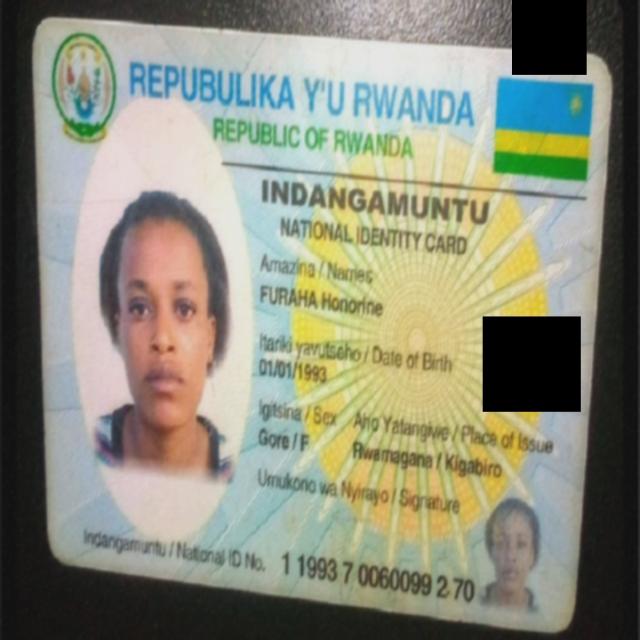 REPUBULIKA Y'U RWANDA
REPUBLIC OF RWANDA
INDANGAMUNTU
NATIONAL IDENTITY CARD
Amazina / Names
FURAHA Honorine
Itariki yavutseho / Date of Birth
01/01/1993
Igitsina / Sex Aho Yatangiwe / Place of Issue
Gore / F Rwamagana / Kigabiro
Umukono wa Nyirayo / Signature
Indangamuntu / National ID No. 1 1993 7 0060099 2 70